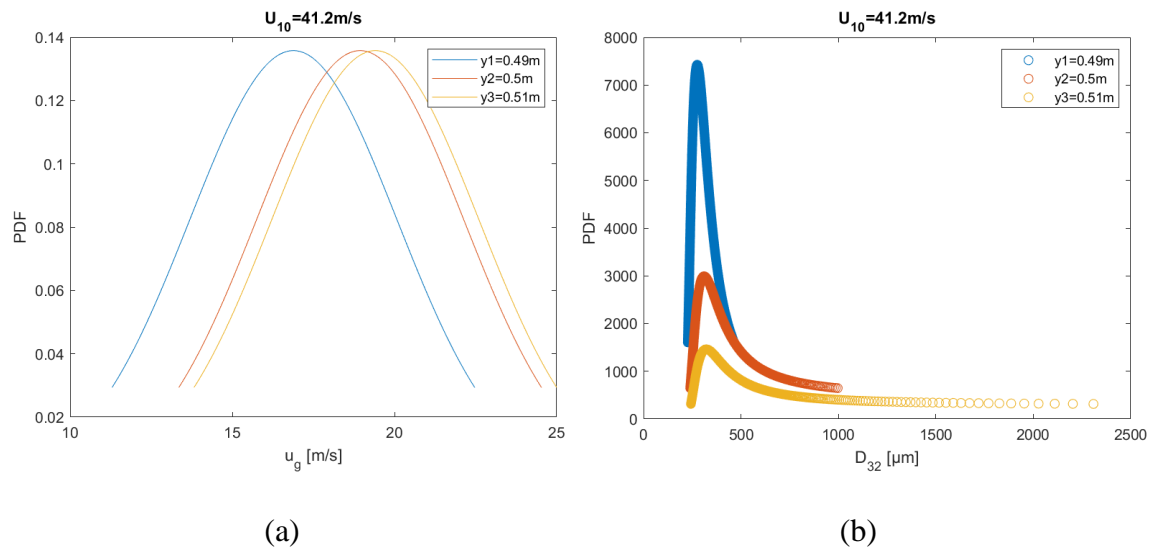 U10=41.2m/s
0.14
0.12
0.1
0.08
0.06
0.04
0.02
PDF
10
15
20
25
ug [m/s]
y1=0.49m
y2=0.5m
y3=0.51m
U10=41.2m/s
8000
7000
6000
5000
4000
3000
2000
1000
0
PDF
0
500
1000
1500
2000
2500
D32 [µm]
y1=0.49m
y2=0.5m
y3=0.51m
(a)
(b)